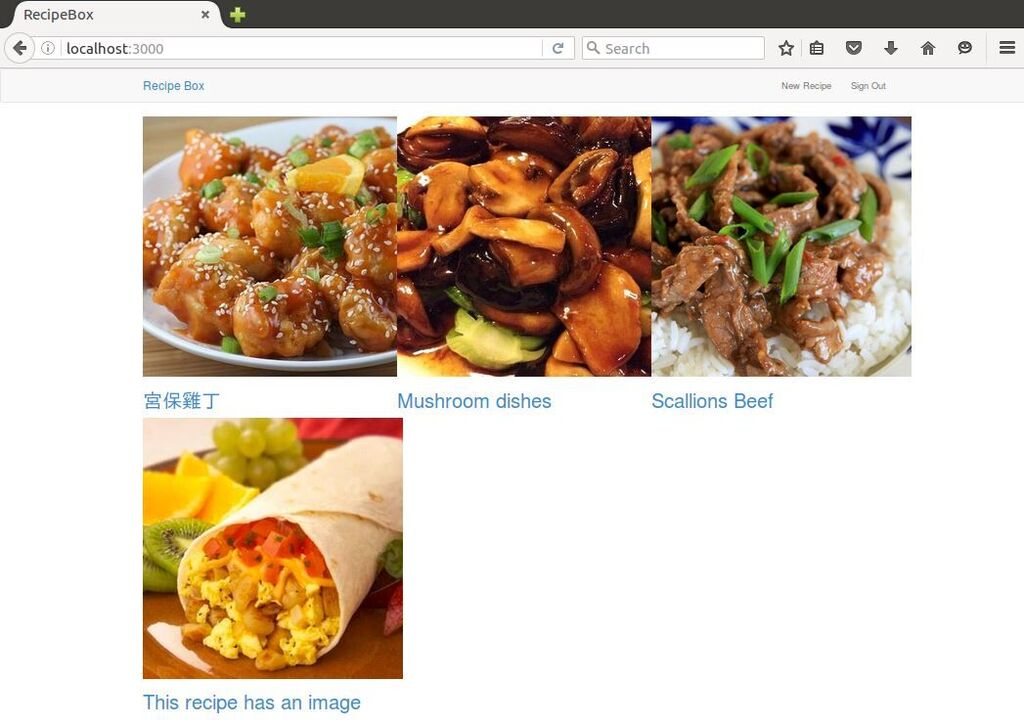 RecipeBox
localhost:3000
Search
Recipe Box
New Recipe
Sign Out
宮保雞丁
Mushroom dishes
Scallions Beef
This recipe has an image